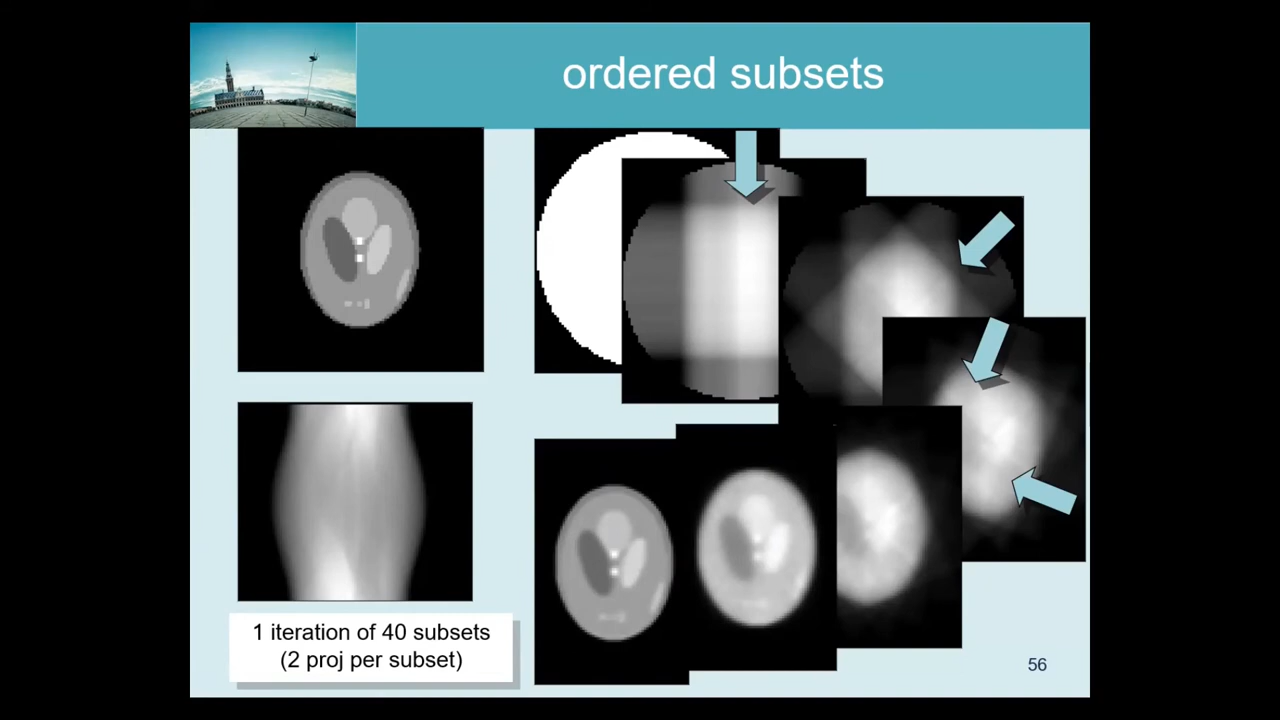 ordered subsets
1 iteration of 40 subsets
(2 proj per subset)
56